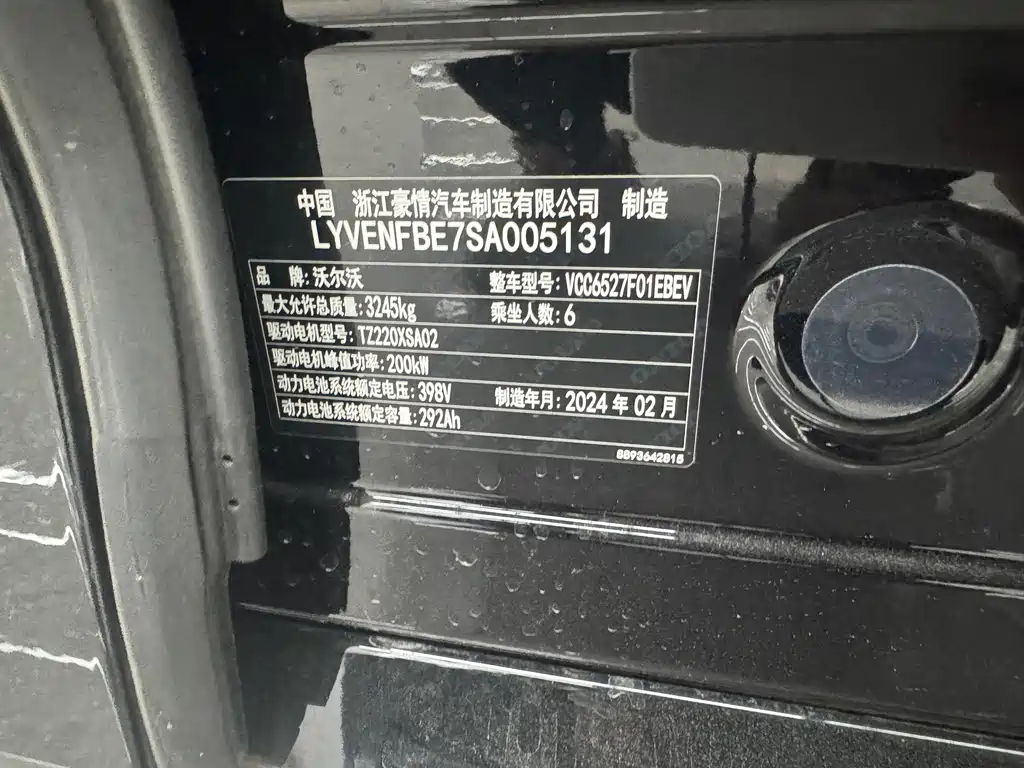 中国 浙江豪情汽车制造有限公司 制造
LYVENFBE7SA005131
品 牌:沃尔沃 整车型号:VCC6527F01EBEV
最大允许总质量:3245kg 乘坐人数:6
驱动电机型号:TZ220XSA02
驱动电机峰值功率:200kW
动力电池系统额定电压:398V 制造年月:2024年02月
动力电池系统额定容量:292Ah
8893642815